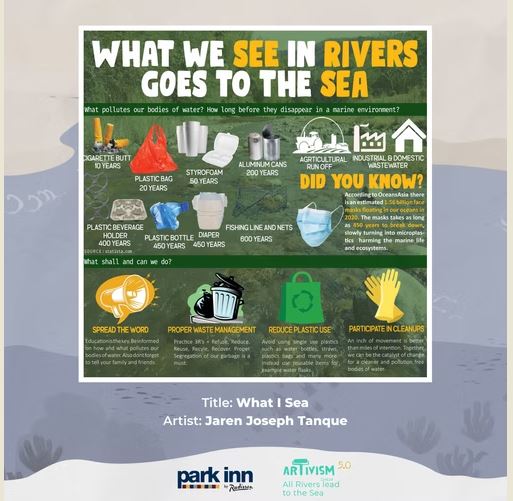 WHAT WE SEE IN RIVERS
GOES TO THE SEA
What pollutes our bodies of water? How long before they disappear in a marine environment?
CIGARETTE BUTT
10 YEARS
PLASTIC BAG
20 YEARS
STYROFOAM
50 YEARS
ALUMINUM CANS
200 YEARS
AGRTICULTURAL
RUN OFF
INDUSTRIAL & DOMESTIC
WASTEWATER
PLASTIC BEVERAGE
HOLDER
400 YEARS
PLASTIC BOTTLE
450 YEARS
DIAPER
450 YEARS
FISHING LINE AND NETS
600 YEARS
SOURCE: statista.com
DID YOU KNOW?
According to OceansAsia there
is an estimated 1.56 billion face
masks floating in our oceans in
2020. The masks takes as long
as 450 years to break down,
slowly turning into microplas-
tics harming the marine life
and ecosystems.
What shall and can we do?
SPREAD THE WORD
Education is the key. Be informed
on how and what pollutes our
bodies of water. Also dont forget
to tell your family and friends.
PROPER WASTE MANAGEMENT
Practice 3R's + Refuse, Reduce,
Reuse, Recyle, Recover. Proper
Segregation of our garbage is a
must.
REDUCE PLASTIC USE
Avoid using single use plastics
such as water bottles, straws,
plastics bags and many more.
Instead use reusable items for
example water flasks.
PARTICIPATE IN CLEANUPS
An inch of movement is better
than miles of intention. Together,
we can be the catalyst of change
for a cleaner and pollution free
bodies of water.
Title: What I Sea
Artist: Jaren Joseph Tanque
park inn
by Radisson
ARTIVISM 5.0
All Rivers lead
to the Sea